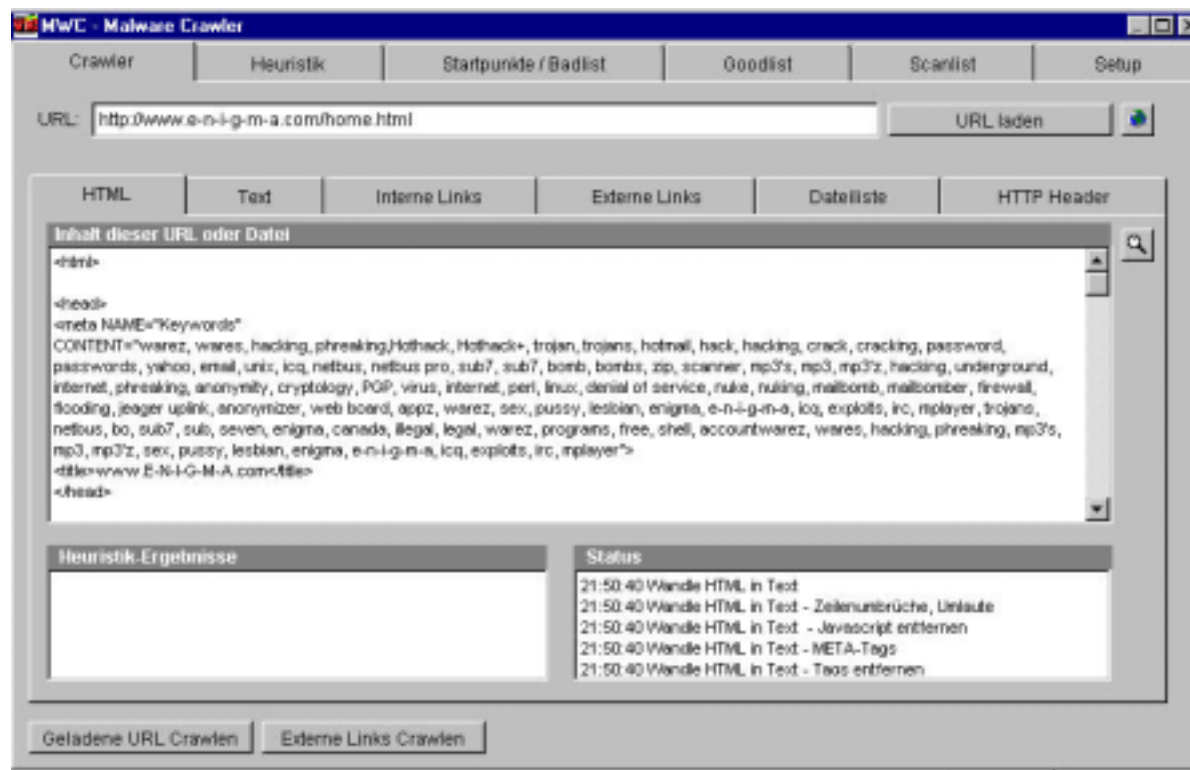 MWC - Malware Crawler
Crawler Heuristik Startpunkte / Badlist Goodlist Scanlist Setup
URL: http://www.e-n-i-g-m-a.com/home.html URL laden
HTML Text Interne Links Externe Links Dateiliste HTTP Header
Inhalt dieser URL oder Datei
<html>
<head>
<meta NAME="Keywords"
CONTENT="warez, wares, hacking, phreaking,Hothack, Hothack+, trojan, trojans, hotmail, hack, hacking, crack, cracking, password,
passwords, yahoo, email, unix, icq, netbus, netbus pro, sub7, sub7, bomb, bombs, zip, scanner, mp3's, mp3, mp3'z, hacking, underground,
internet, phreaking, anonymity, cryptology, PGP, virus, internet, perl, linux, denial of service, nuke, nuking, mailbomb, mailbomber, firewall,
flooding, jeager uplink, anonymizer, web board, appz, warez, sex, pussy, lesbian, enigma, e-n-i-g-m-a, icq, exploits, irc, mplayer, trojans,
netbus, bo, sub7, sub, seven, enigma, canada, illegal, legal, warez, programs, free, shell, accountwarez, wares, hacking, phreaking, mp3's,
mp3, mp3'z, sex, pussy, lesbian, enigma, e-n-i-g-m-a, icq, exploits, irc, mplayer">
<title>www.E-N-I-G-M-A.com</title>
</head>
Heuristik-Ergebnisse Status
21:50:40 Wandle HTML in Text
21:50:40 Wandle HTML in Text - Zeilenumbrüche, Umlaute
21:50:40 Wandle HTML in Text - Javascript entfernen
21:50:40 Wandle HTML in Text - META-Tags
21:50:40 Wandle HTML in Text - Tags entfernen
Geladene URL Crawlen Externe Links Crawlen